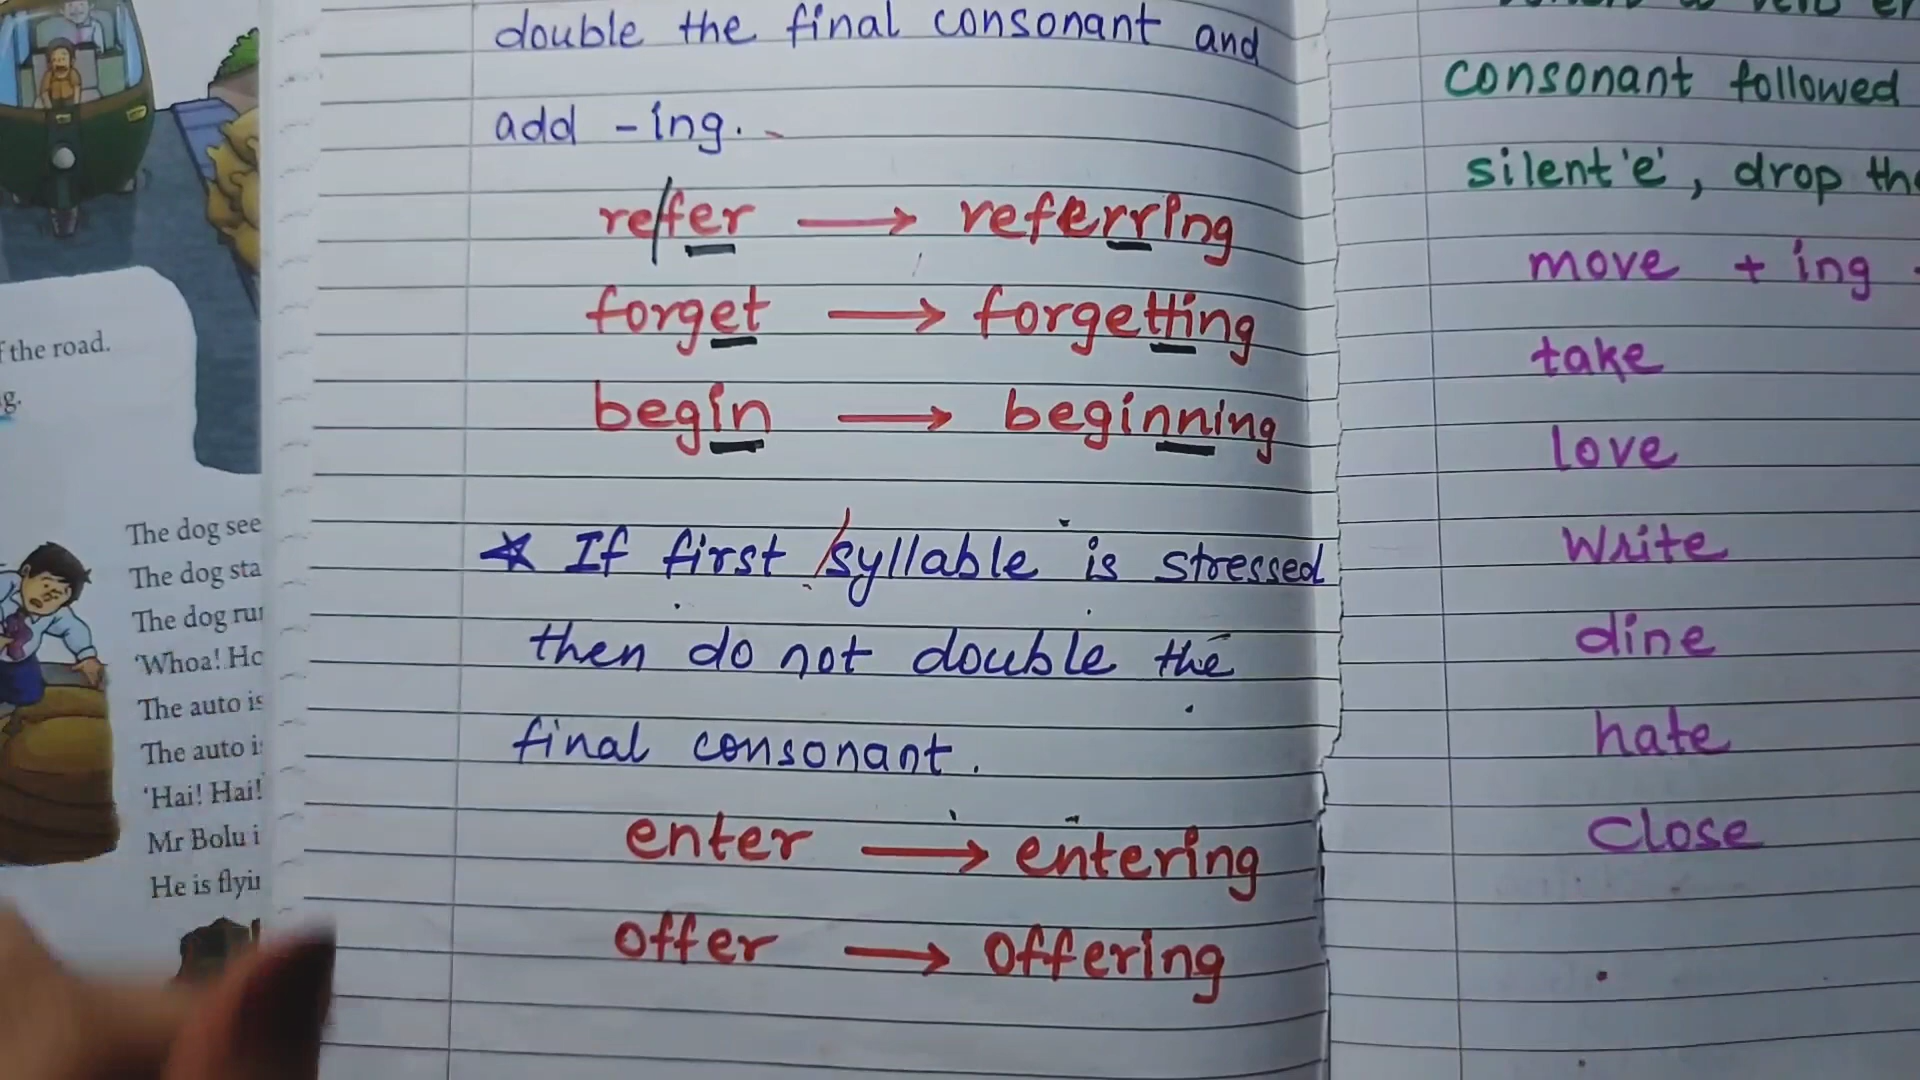 f the road.
g.
The dog see
The dog sta
The dog
'Whoa!
The auto is
The auto
'Hai! Hai!
Mr Bolu i
He is
double the final consonant and
add -ing.
refer → referring
forget → forgetting
begin → beginning
★ If first syllable is stressed
then do not double the
final consonant.
enter → entering
offer → offering
consonant followed
silent 'e', drop the
move + ing
take
love
Write
dine
hate
Close